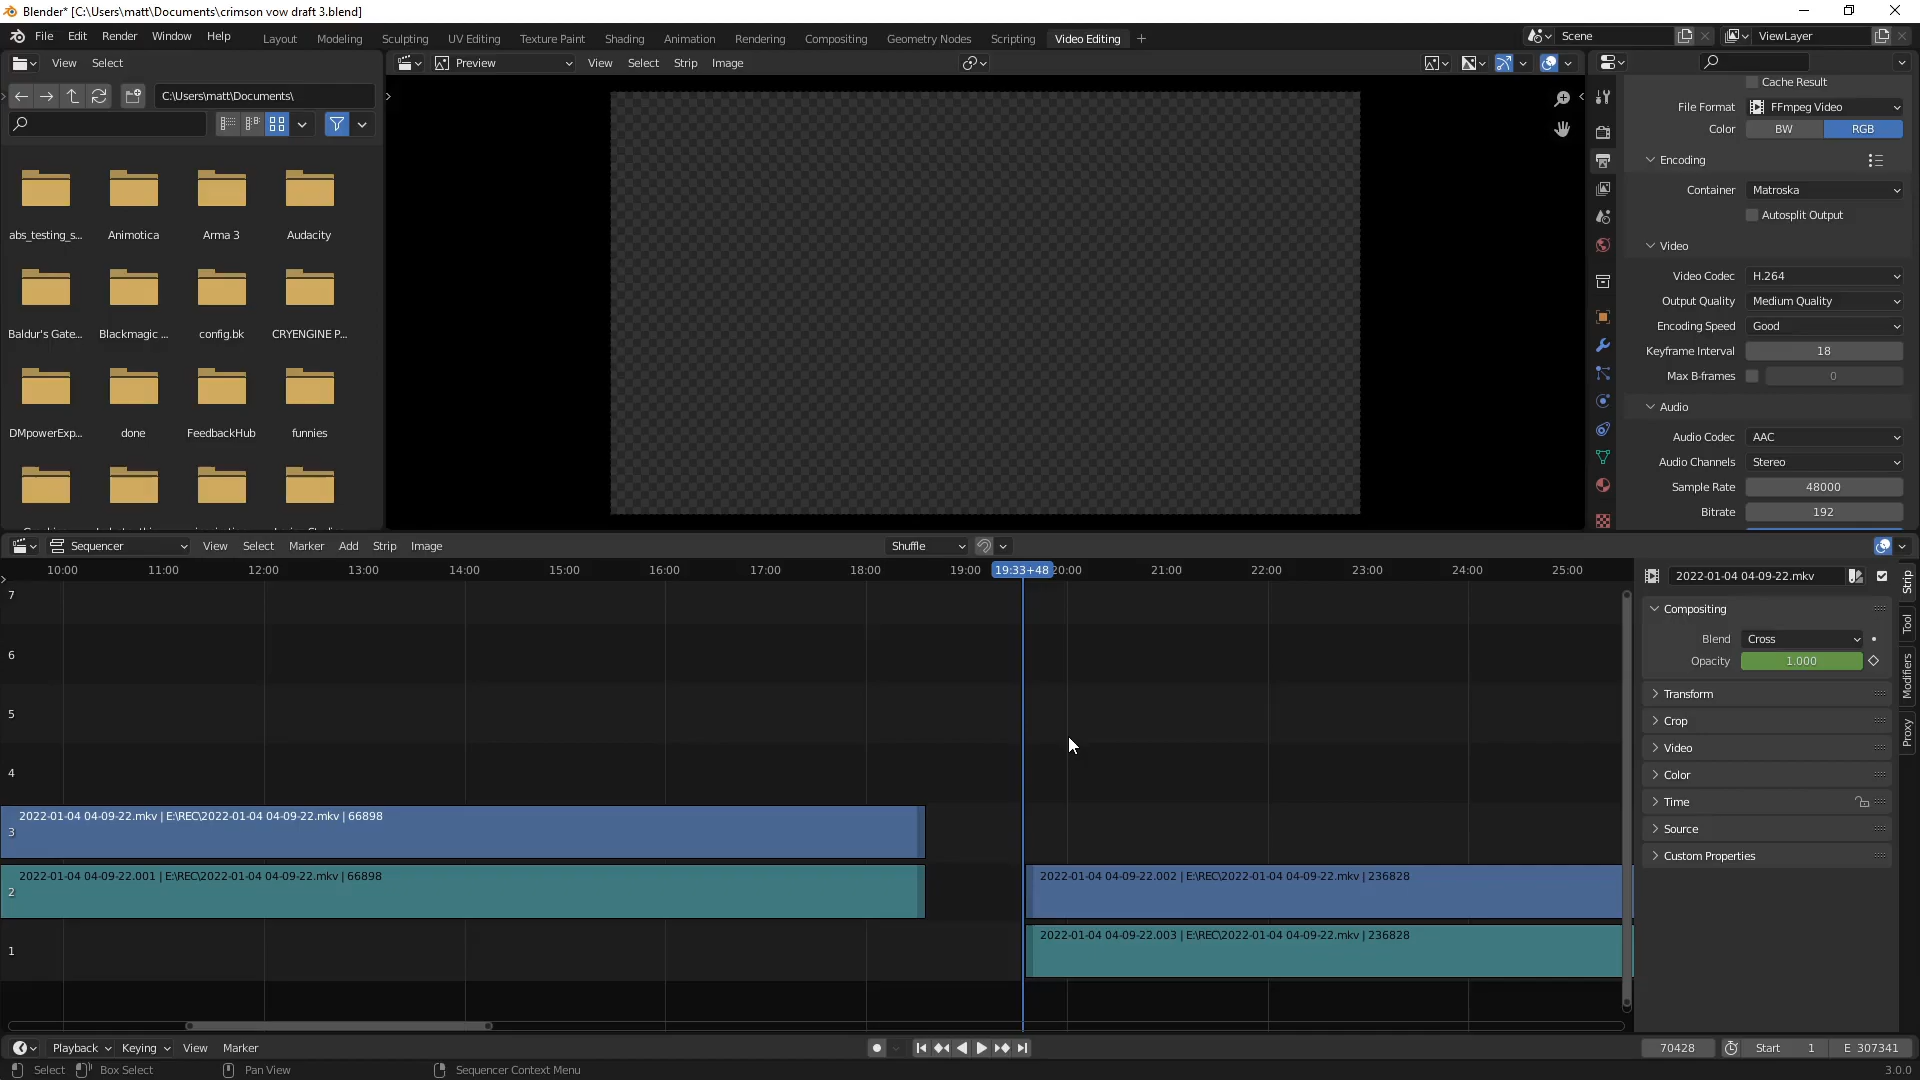 Blender* [C:\Users\matt\Documents\crimson vow draft 3.blend]
File Edit Render Window Help Layout Modeling Sculpting UV Editing Texture Paint Shading Animation Rendering Compositing Geometry Nodes Scripting Video Editing + Scene ViewLayer
View Select Preview View Select Strip Image
C:\Users\matt\Documents\
abs_testing_s... Animotica Arma 3 Audacity
Baldur's Gate... Blackmagic ... config.bk CRYENGINE P...
DMpowerExp... done FeedbackHub funnies
Cache Result
File Format FFmpeg Video
Color BW RGB
Encoding
Container Matroska
Autosplit Output
Video
Video Codec H.264
Output Quality Medium Quality
Encoding Speed Good
Keyframe Interval 18
Max B-frames 0
Audio
Audio Codec AAC
Audio Channels Stereo
Sample Rate 48000
Bitrate 192
Sequencer View Select Marker Add Strip Image Shuffle
10:00 11:00 12:00 13:00 14:00 15:00 16:00 17:00 18:00 19:00 19:33+48 20:00 21:00 22:00 23:00 24:00 25:00
7
6
5
4
2022-01-04 04-09-22.mkv | E:\REC\2022-01-04 04-09-22.mkv | 66898
3
2022-01-04 04-09-22.001 | E:\REC\2022-01-04 04-09-22.mkv | 66898
2
2022-01-04 04-09-22.002 | E:\REC\2022-01-04 04-09-22.mkv | 236828
2022-01-04 04-09-22.003 | E:\REC\2022-01-04 04-09-22.mkv | 236828
1
2022-01-04 04-09-22.mkv
Compositing
Blend Cross
Opacity 1.000
Transform
Crop
Video
Color
Time
Source
Custom Properties
Strip
Tool
Modifiers
Proxy
Playback Keying View Marker 70428 Start 1 E 307341
Select Box Select Pan View Sequencer Context Menu 3.0.0